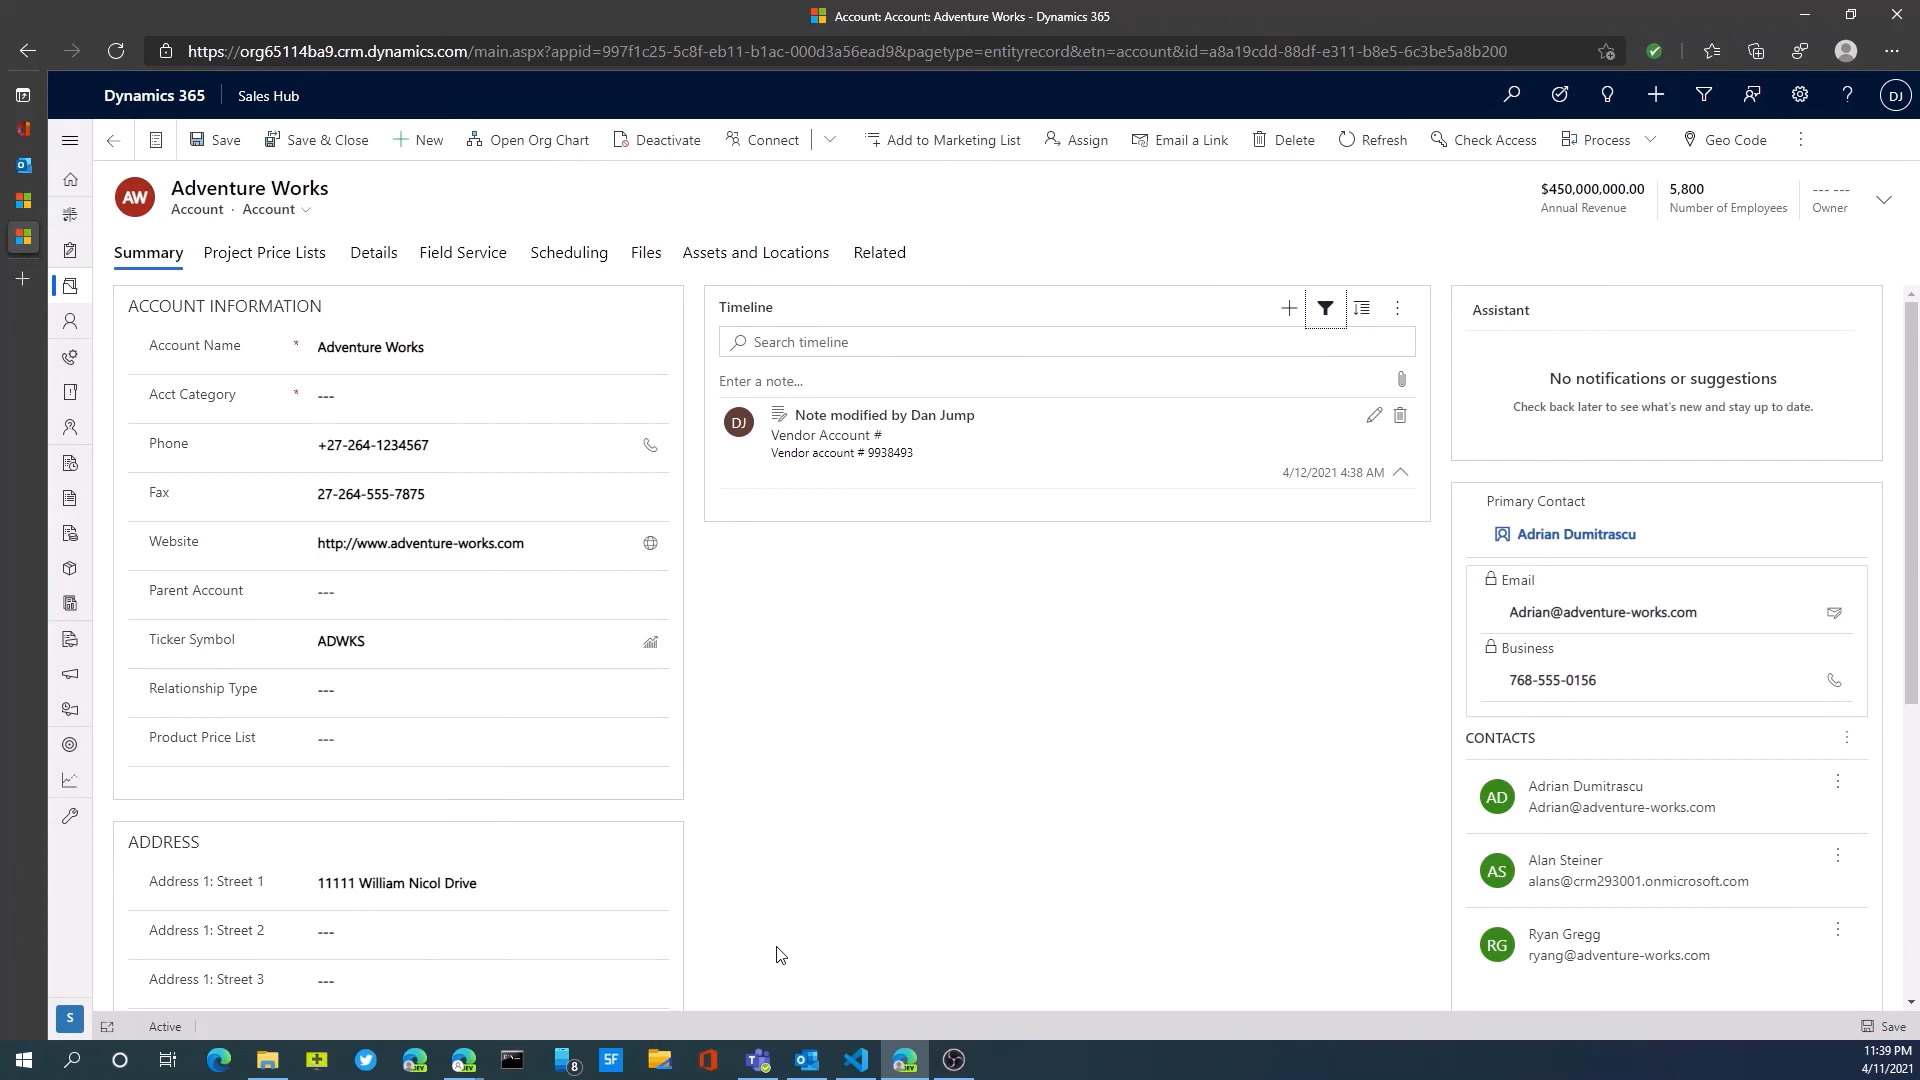 Account: Account: Adventure Works - Dynamics 365
https://org65114ba9.crm.dynamics.com/main.aspx?appid=997f1c25-5c8f-eb11-b1ac-000d3a56ead9&pagetype=entityrecord&etn=account&id=a8a19cdd-88df-e311-b8e5-6c3be5a8b200
Dynamics 365 Sales Hub DJ
Save Save & Close New Open Org Chart Deactivate Connect Add to Marketing List Assign Email a Link Delete Refresh Check Access Process Geo Code
AW
Adventure Works
Account · Account
$450,000,000.00
Annual Revenue
5,800
Number of Employees
--- ---
Owner
Summary Project Price Lists Details Field Service Scheduling Files Assets and Locations Related
ACCOUNT INFORMATION
Account Name * Adventure Works
Acct Category * ---
Phone +27-264-1234567
Fax 27-264-555-7875
Website http://www.adventure-works.com
Parent Account ---
Ticker Symbol ADWKS
Relationship Type ---
Product Price List ---
ADDRESS
Address 1: Street 1 11111 William Nicol Drive
Address 1: Street 2 ---
Address 1: Street 3 ---
Timeline
Search timeline
Enter a note...
DJ
Note modified by Dan Jump
Vendor Account #
Vendor account # 9938493
4/12/2021 4:38 AM
Assistant
No notifications or suggestions
Check back later to see what's new and stay up to date.
Primary Contact
Adrian Dumitrascu
Email
Adrian@adventure-works.com
Business
768-555-0156
CONTACTS
AD
Adrian Dumitrascu
Adrian@adventure-works.com
AS
Alan Steiner
alans@crm293001.onmicrosoft.com
RG
Ryan Gregg
ryang@adventure-works.com
S
Active
Save
8
SF
11:39 PM
4/11/2021